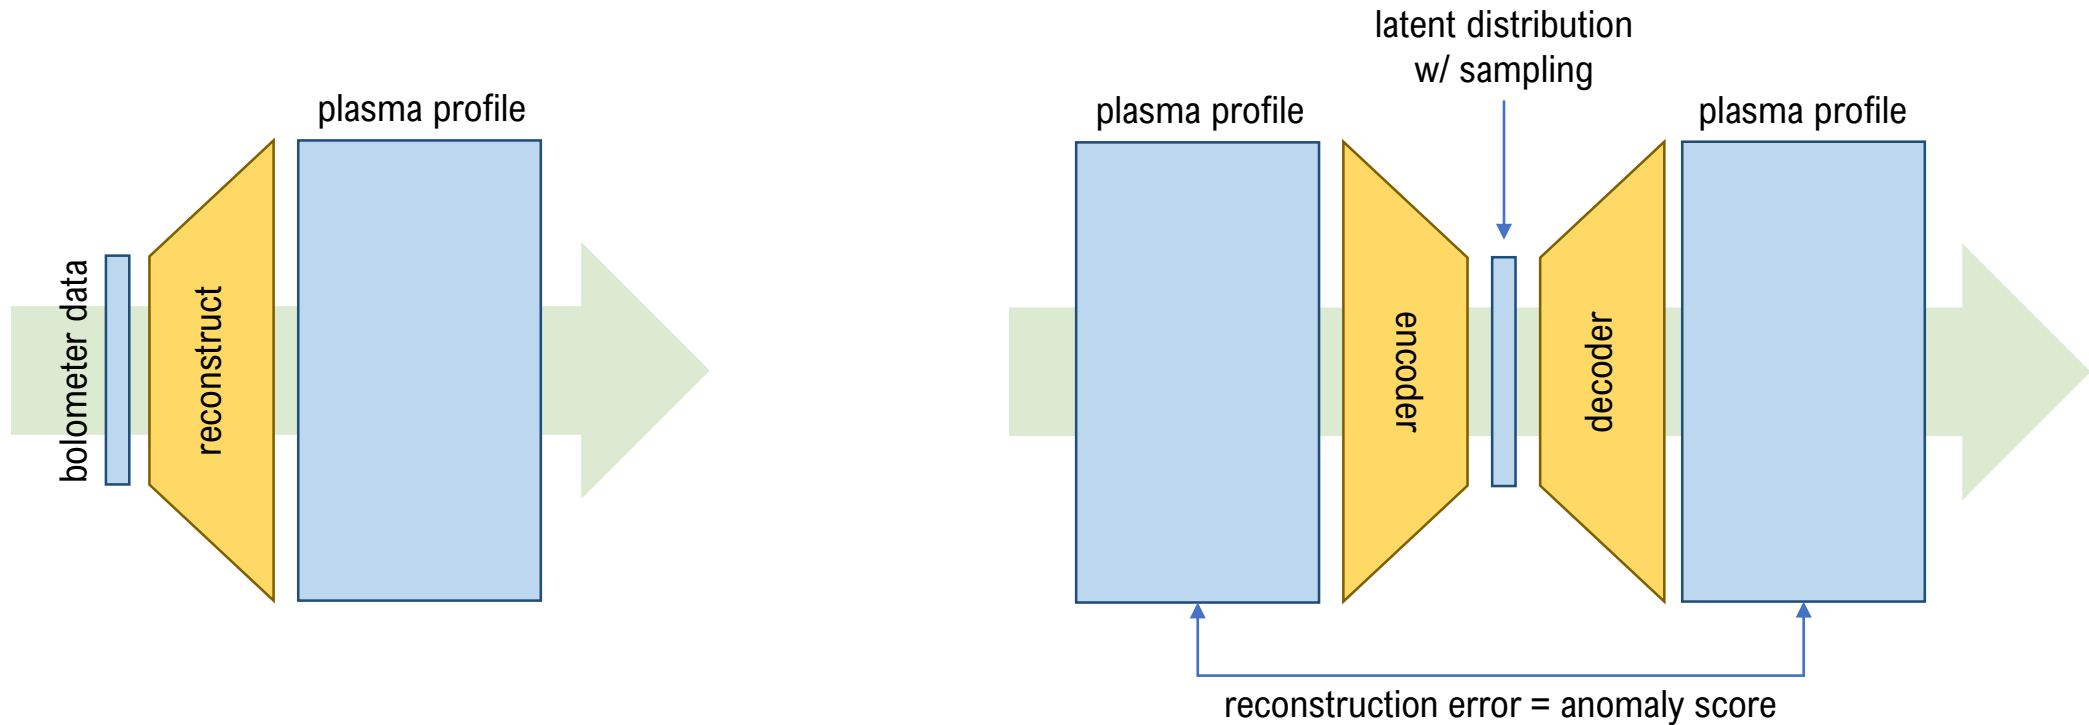 plasma profile
bolometer data
reconstruct
latent distribution
w/ sampling
plasma profile
plasma profile
encoder
decoder
reconstruction error = anomaly score